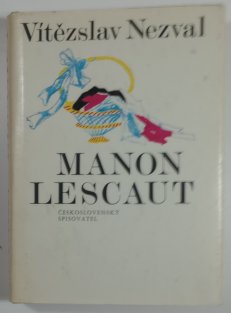 Vítězslav Nezval
MANON
LESCAUT
ČESKOSLOVENSKÝ
SPISOVATEL